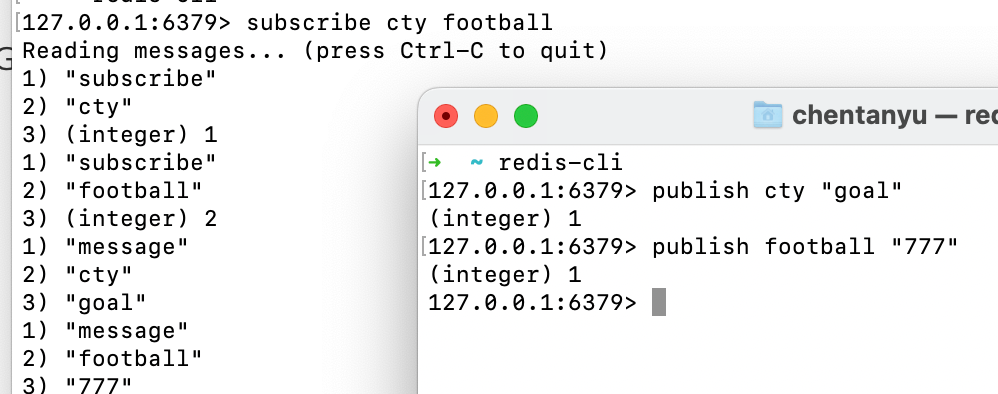 [127.0.0.1:6379> subscribe cty football
Reading messages... (press Ctrl-C to quit)
1) "subscribe"
2) "cty"
3) (integer) 1
1) "subscribe"
2) "football"
3) (integer) 2
1) "message"
2) "cty"
3) "goal"
1) "message"
2) "football"
3) "777"
chentanyu —
[➜ ~ redis-cli
[127.0.0.1:6379> publish cty "goal"
(integer) 1
[127.0.0.1:6379> publish football "777"
(integer) 1
127.0.0.1:6379>